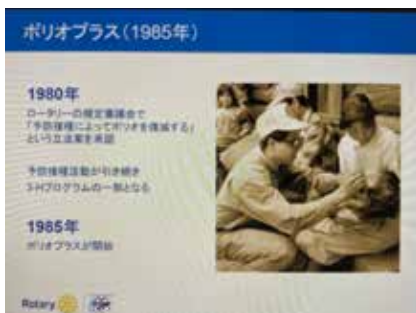 ポリオプラス(1985年)
1980年
ロータリーの規定審議会で
「予防接種によってポリオを撲滅する」
という立法案を承認
予防接種活動が引き続き
3-Hプログラムの一部となる
1985年
ポリオプラスが開始
Rotary